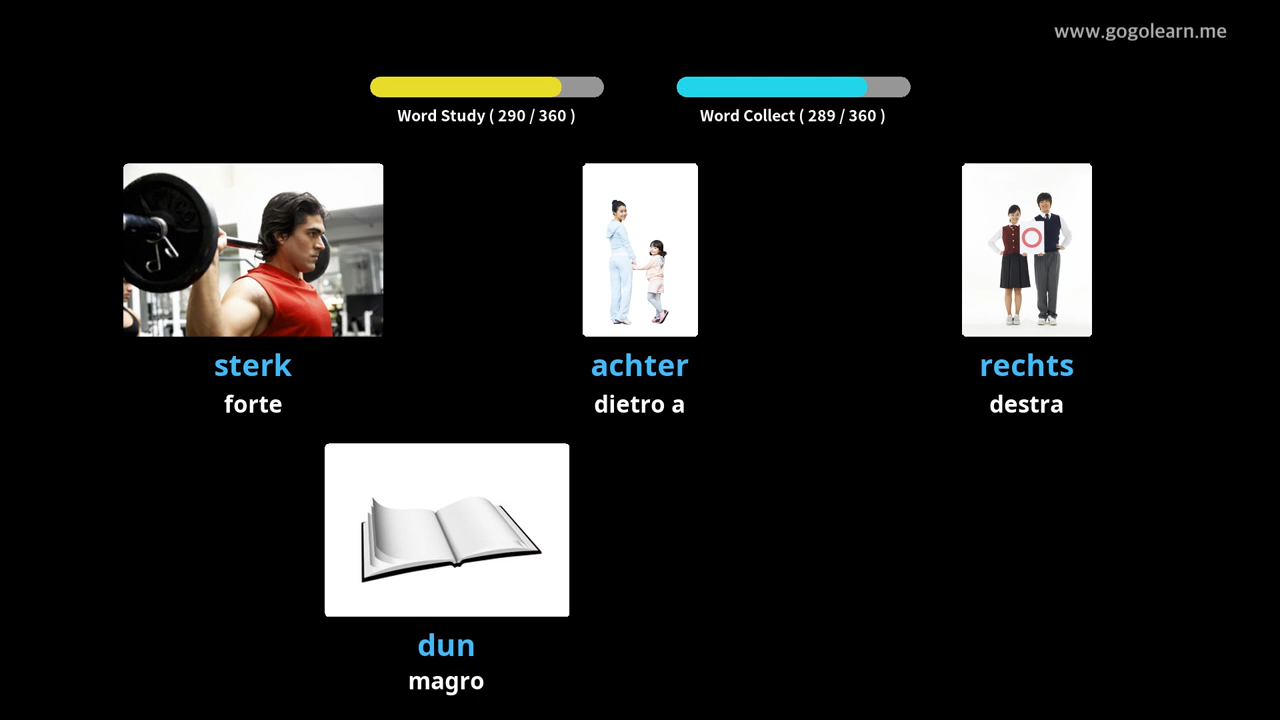 www.gogolearn.me
Word Study ( 290 / 360 )
Word Collect ( 289 / 360 )
sterk
forte
achter
dietro a
rechts
destra
dun
magro